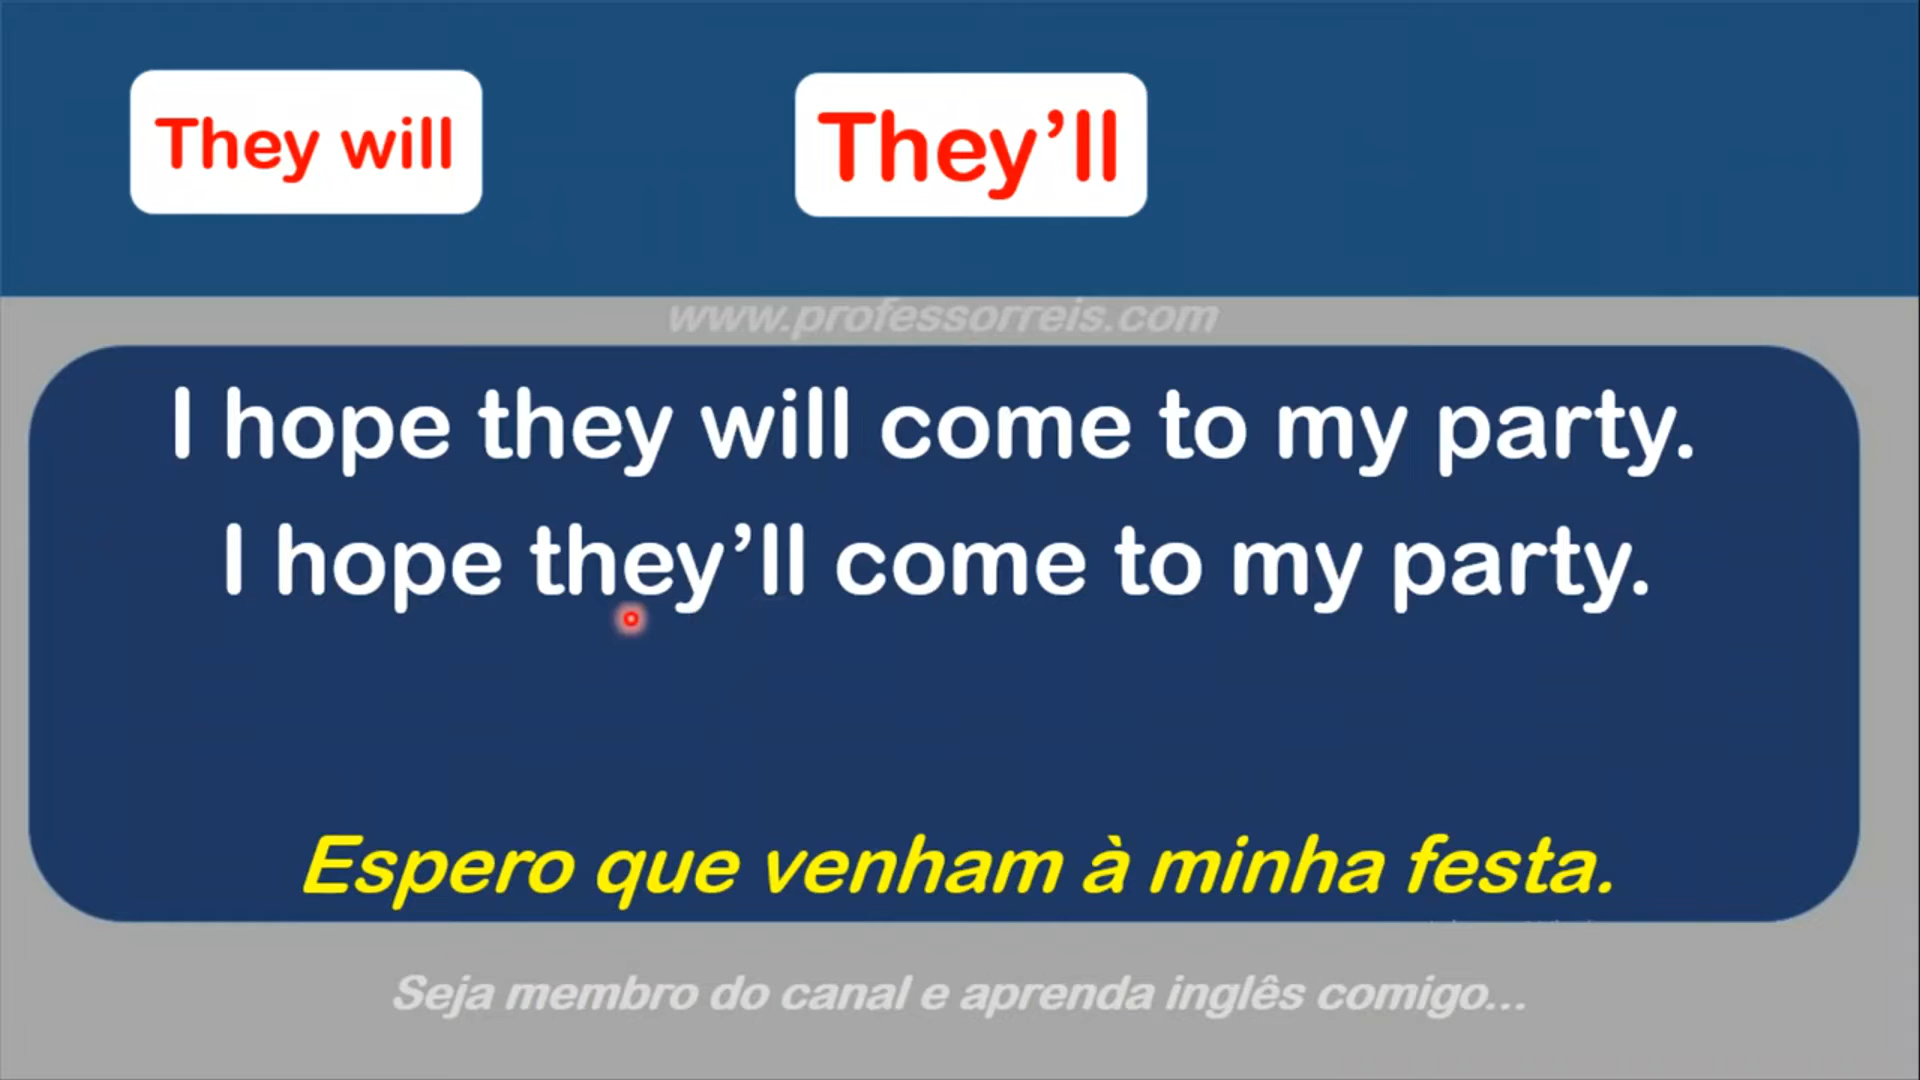 They will
They’ll
www.professorreis.com
I hope they will come to my party.
I hope they’ll come to my party.
Espero que venham à minha festa.
Seja membro do canal e aprenda inglês comigo...